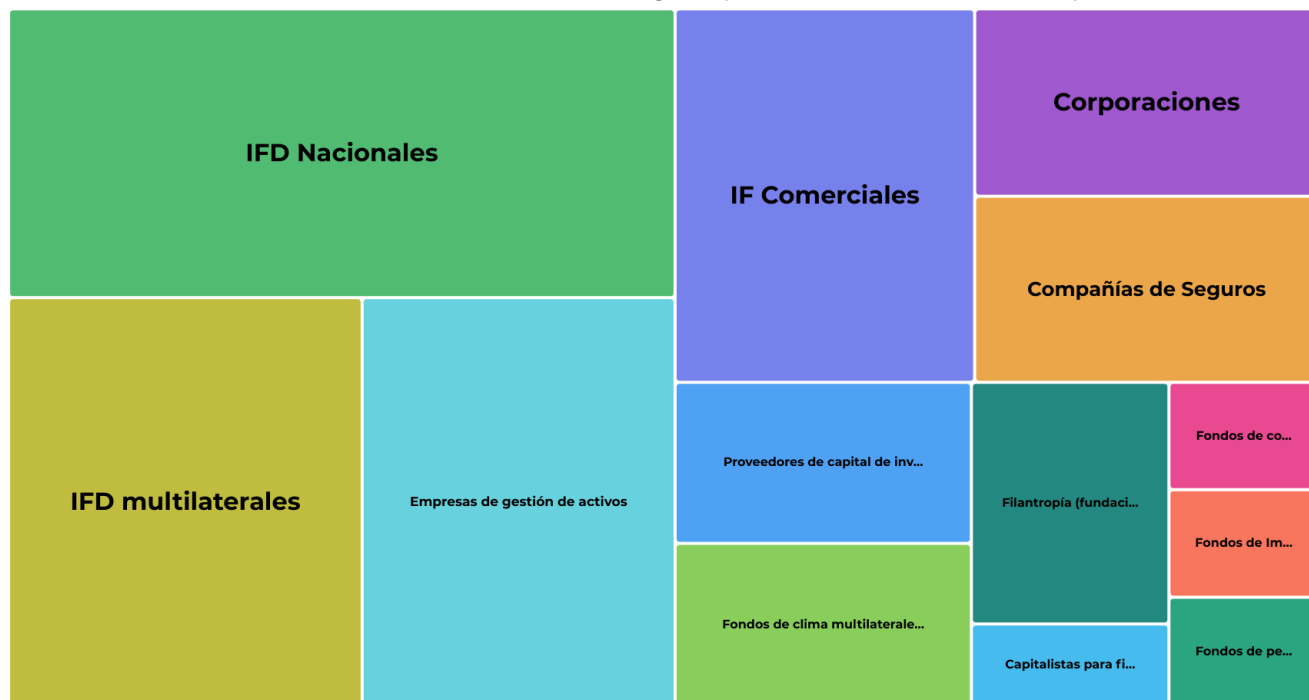 IFD Nacionales
IF Comerciales
Corporaciones
Compañías de Seguros
IFD multilaterales
Empresas de gestión de activos
Proveedores de capital de inv...
Fondos de clima multilaterale...
Filantropía (fundaci...
Capitalistas para fi...
Fondos de co...
Fondos de Im...
Fondos de pe...